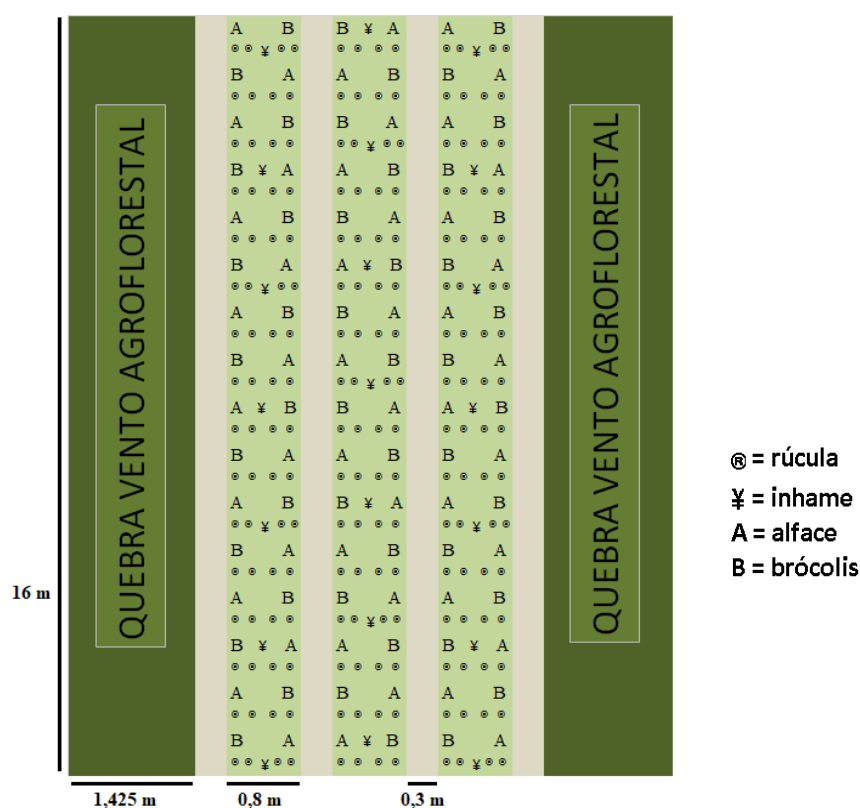 QUEBRA VENTO AGROFLORESTAL
A B B ¥ A A B
® ® ¥ ® ® ® ® ® ® ® ® ¥ ® ®
B A A B B A
® ® ® ® ® ® ® ® ® ® ® ®
A B B A A B
® ® ® ® ® ® ¥ ® ® ® ® ® ®
B ¥ A A B B ¥ A
® ® ® ® ® ® ® ® ® ® ® ®
A B B A A B
® ® ® ® ® ® ® ® ® ® ® ®
B A A ¥ B B A
® ® ¥ ® ® ® ® ® ® ® ® ¥ ® ®
A B B A A B
® ® ® ® ® ® ® ® ® ® ® ®
B A A B B A
® ® ® ® ® ® ¥ ® ® ® ® ® ®
A ¥ B B A A ¥ B
® ® ® ® ® ® ® ® ® ® ® ®
B A A B B A
® ® ® ® ® ® ® ® ® ® ® ®
A B B ¥ A A B
® ® ¥ ® ® ® ® ® ® ® ® ¥ ® ®
B A A B B A
® ® ® ® ® ® ® ® ® ® ® ®
A B B A A B
® ® ® ® ® ® ¥ ® ® ® ® ® ®
B ¥ A A B B ¥ A
® ® ® ® ® ® ® ® ® ® ® ®
A B B A A B
® ® ® ® ® ® ® ® ® ® ® ®
B A A ¥ B B A
® ® ¥ ® ® ® ® ® ® ® ® ¥ ® ®
QUEBRA VENTO AGROFLORESTAL
® = rúcula
¥ = inhame
A = alface
B = brócolis
16 m
1,425 m 0,8 m 0,3 m